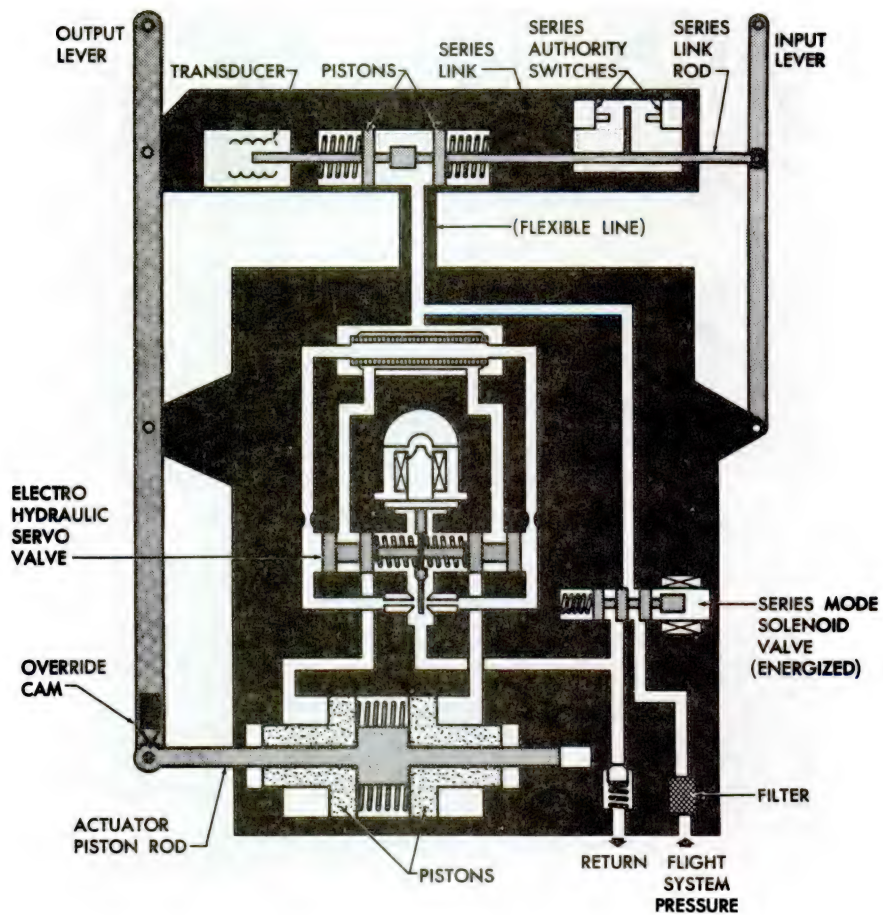 OUTPUT
LEVER
TRANSDUCER
PISTONS
SERIES
LINK
SERIES
AUTHORITY
SWITCHES
SERIES
LINK
ROD
INPUT
LEVER
(FLEXIBLE LINE)
ELECTRO
HYDRAULIC
SERVO
VALVE
SERIES MODE
SOLENOID
VALVE
(ENERGIZED)
OVERRIDE
CAM
FILTER
ACTUATOR
PISTON ROD
PISTONS
RETURN
FLIGHT
SYSTEM
PRESSURE